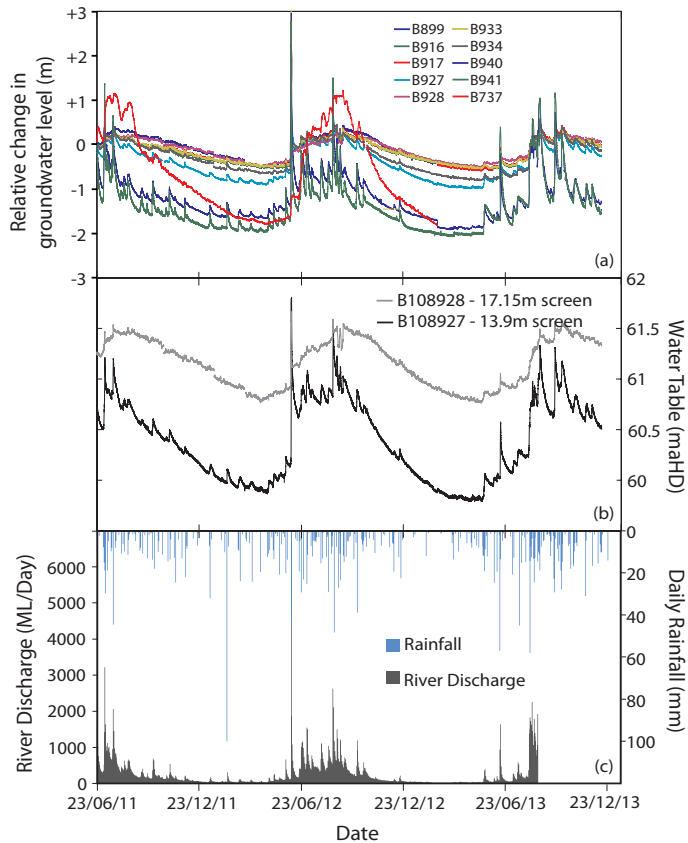 +3
+2
+1
0
-1
-2
-3
Relative change in
groundwater level (m)
B899
B933
B916
B934
B917
B940
B927
B941
B928
B737
(a)
62
61.5
61
60.5
60
Water Table
(maHD)
B108928 - 17.15m screen
B108927 - 13.9m screen
(b)
6000
5000
4000
3000
2000
1000
0
River Discharge (ML/Day)
0
20
40
60
80
100
Daily Rainfall (mm)
Rainfall
River Discharge
(c)
23/06/11
23/12/11
23/06/12
23/12/12
23/06/13
23/12/13
Date